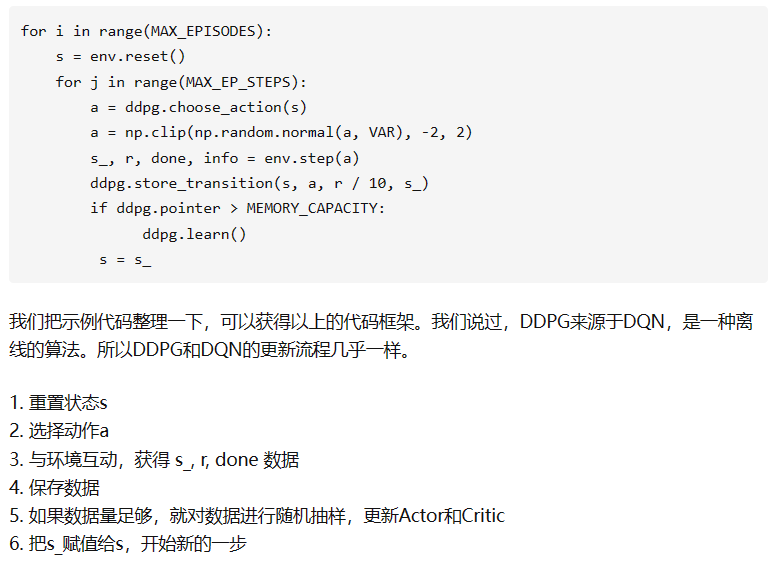 for i in range(MAX_EPISODES):
    s = env.reset()
    for j in range(MAX_EP_STEPS):
        a = ddpg.choose_action(s)
        a = np.clip(np.random.normal(a, VAR), -2, 2)
        s_, r, done, info = env.step(a)
        ddpg.store_transition(s, a, r / 10, s_)
        if ddpg.pointer > MEMORY_CAPACITY:
              ddpg.learn()
         s = s_
我们把示例代码整理一下，可以获得以上的代码框架。我们说过，DDPG来源于DQN，是一种离
线的算法。所以DDPG和DQN的更新流程几乎一样。
1. 重置状态s
2. 选择动作a
3. 与环境互动，获得 s_, r, done 数据
4. 保存数据
5. 如果数据量足够，就对数据进行随机抽样，更新Actor和Critic
6. 把s_赋值给s，开始新的一步